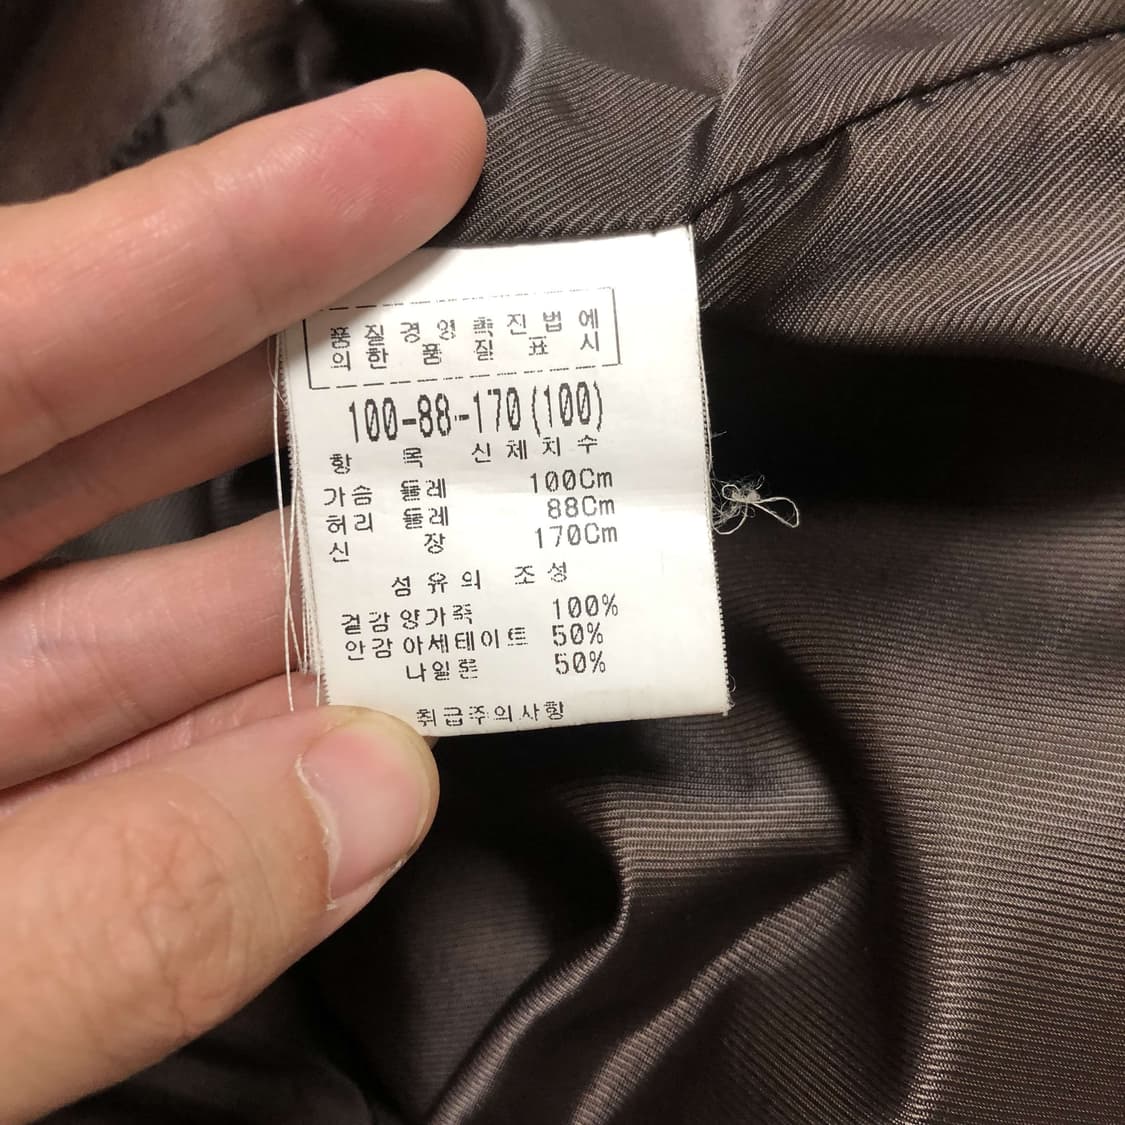 품질경영촉진법에
의한 품질표시
100-88-170(100)
항 목 신체치수
가슴 둘레 100Cm
허리 둘레 88Cm
신 장 170Cm
섬유의 조성
겉감 양가죽 100%
안감 아세테이트 50%
나일론 50%
취급주의사항